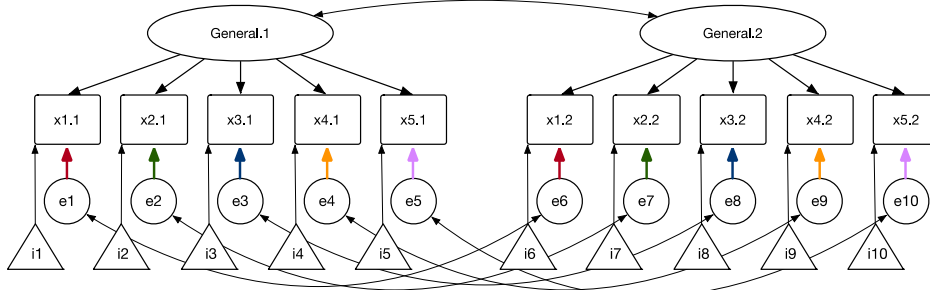 General.1 General.2
x1.1 x2.1 x3.1 x4.1 x5.1 x1.2 x2.2 x3.2 x4.2 x5.2
e1 e2 e3 e4 e5 e6 e7 e8 e9 e10
i1 i2 i3 i4 i5 i6 i7 i8 i9 i10